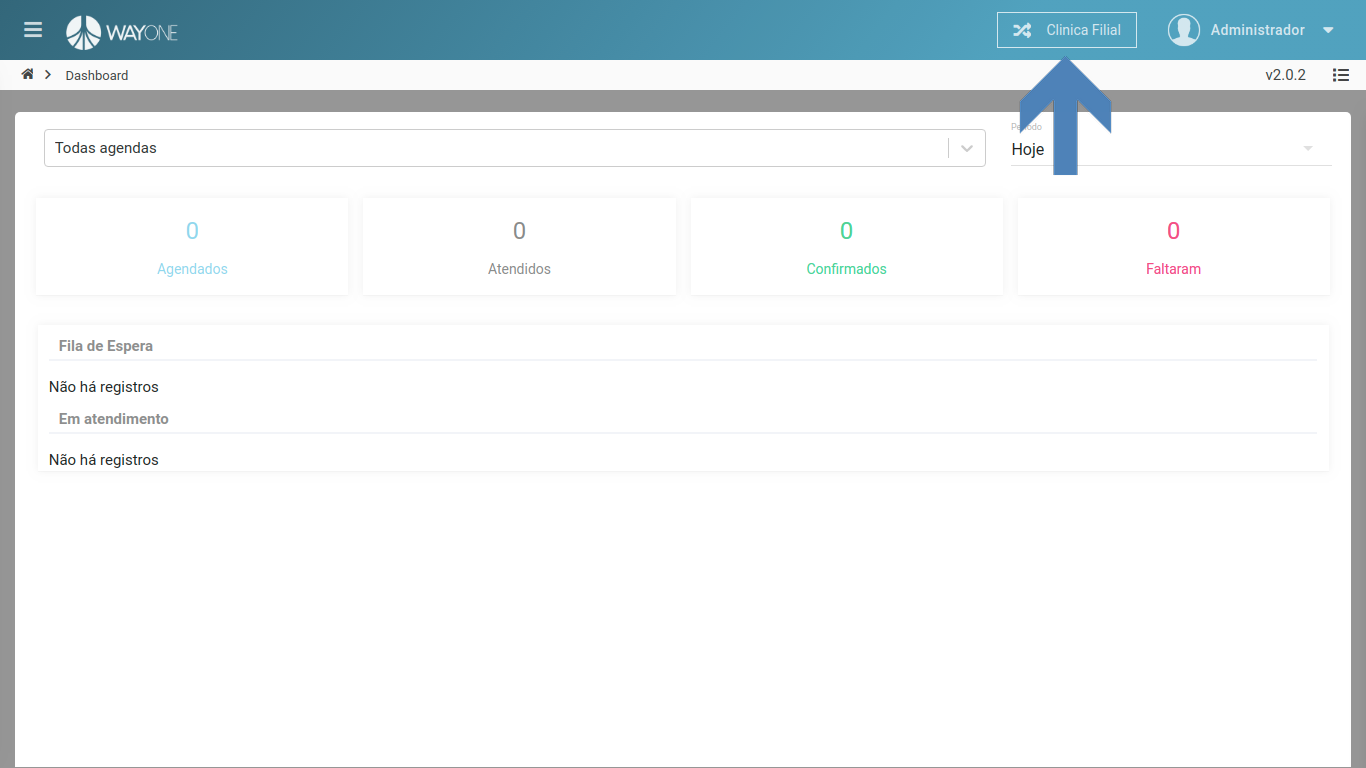 WAYONE
Clinica Filial
Administrador
Dashboard
v2.0.2
Todas agendas
Período
Hoje
0
Agendados
0
Atendidos
0
Confirmados
0
Faltaram
Fila de Espera
Não há registros
Em atendimento
Não há registros